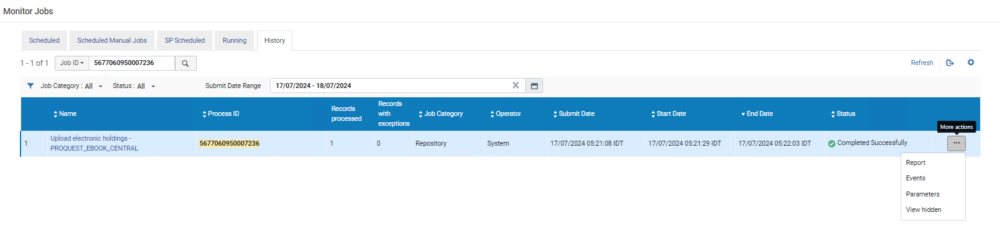 Monitor Jobs
Scheduled
Scheduled Manual Jobs
SP Scheduled
Running
History
1 - 1 of 1
Job ID
5677060950007236
Refresh
Job Category : All
Status : All
Submit Date Range
17/07/2024 - 18/07/2024
Name
Process ID
Records
processed
Records
with
exceptions
Job Category
Operator
Submit Date
Start Date
End Date
Status
More actions
1
Upload electronic holdings -
PROQUEST_EBOOK_CENTRAL
5677060950007236
1
0
Repository
System
17/07/2024 05:21:08 IDT
17/07/2024 05:21:29 IDT
17/07/2024 05:22:03 IDT
Completed Successfully
Report
Events
Parameters
View hidden